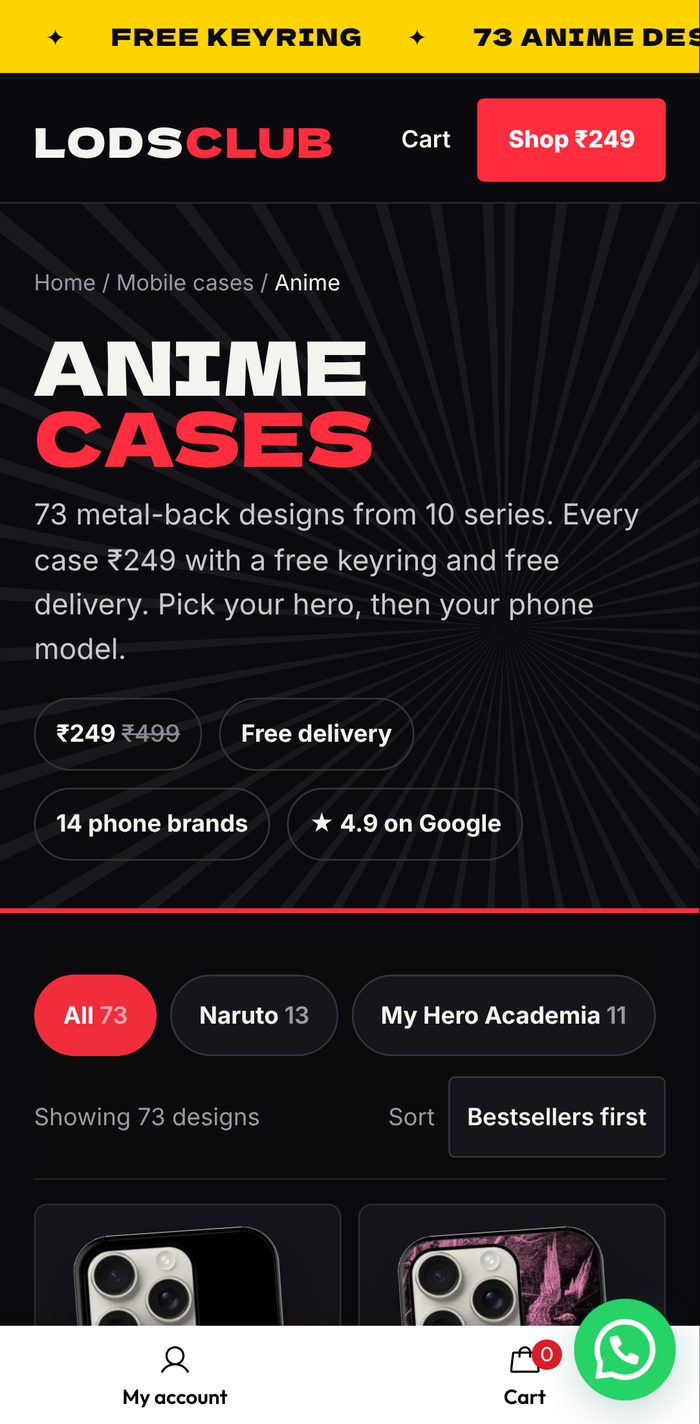 ✦ FREE KEYRING ✦ 73 ANIME DES
LODSCLUB Cart Shop ₹249
Home / Mobile cases / Anime
ANIME
CASES
73 metal-back designs from 10 series. Every
case ₹249 with a free keyring and free
delivery. Pick your hero, then your phone
model.
₹249 ₹499 Free delivery
14 phone brands ★ 4.9 on Google
All 73 Naruto 13 My Hero Academia 11
Showing 73 designs Sort Bestsellers first
0
My account Cart